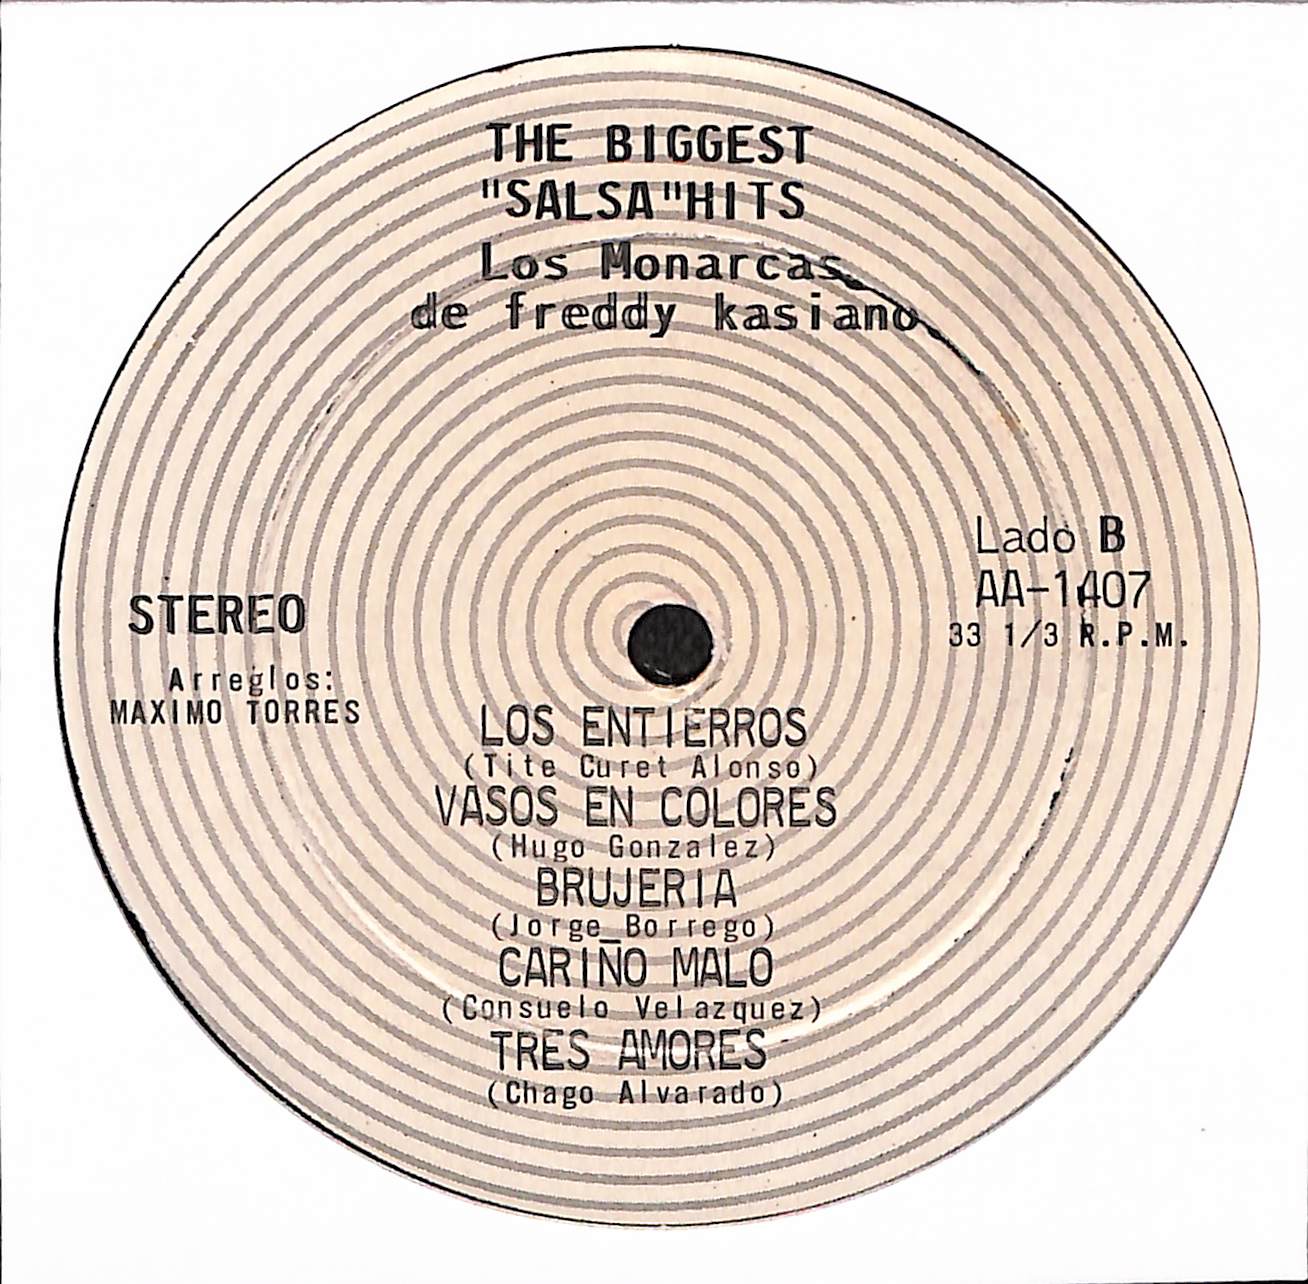 THE BIGGEST
"SALSA"HITS
Los Monarcas
de freddy kasiano
Lado B
AA-1407
33 1/3 R.P.M.
STEREO
Arreglos:
MAXIMO TORRES
LOS ENTIERROS
(Tite Curet Alonso)
VASOS EN COLORES
(Hugo Gonzalez)
BRUJERIA
(Jorge_Borrego)
CARIÑO MALO
(Consuelo Velazquez)
TRES AMORES
(Chago Alvarado)